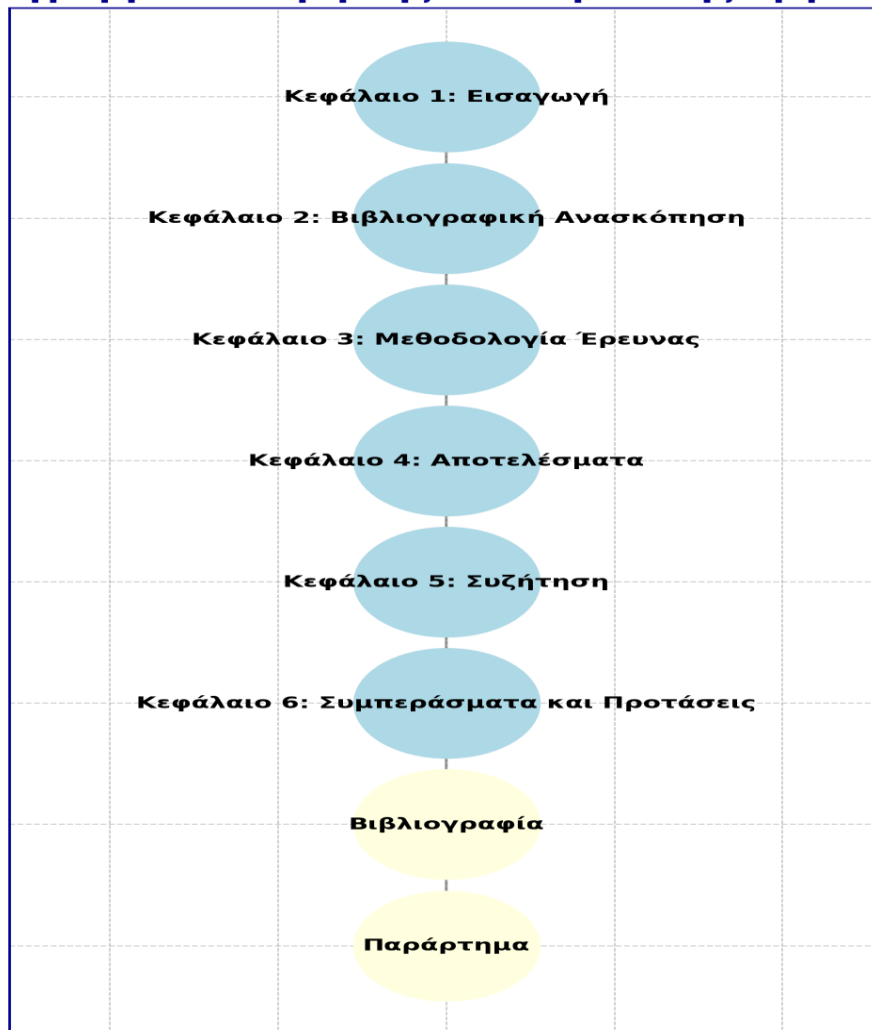 Κεφάλαιο 1: Εισαγωγή
Κεφάλαιο 2: Βιβλιογραφική Ανασκόπηση
Κεφάλαιο 3: Μεθοδολογία Έρευνας
Κεφάλαιο 4: Αποτελέσματα
Κεφάλαιο 5: Συζήτηση
Κεφάλαιο 6: Συμπεράσματα και Προτάσεις
Βιβλιογραφία
Παράρτημα